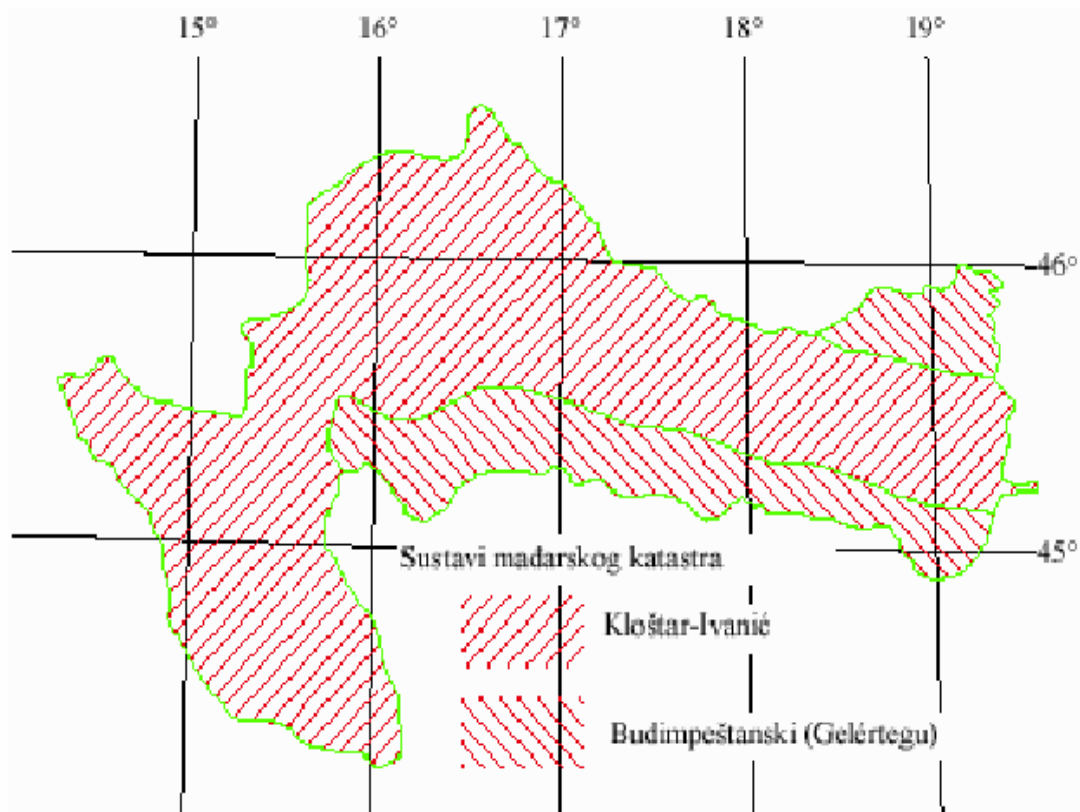 15° 16° 17° 18° 19°
46°
45°
Sustavi mađarskog katastra
Kloštar-Ivanić
Budimpeštanski (Gelértegu)